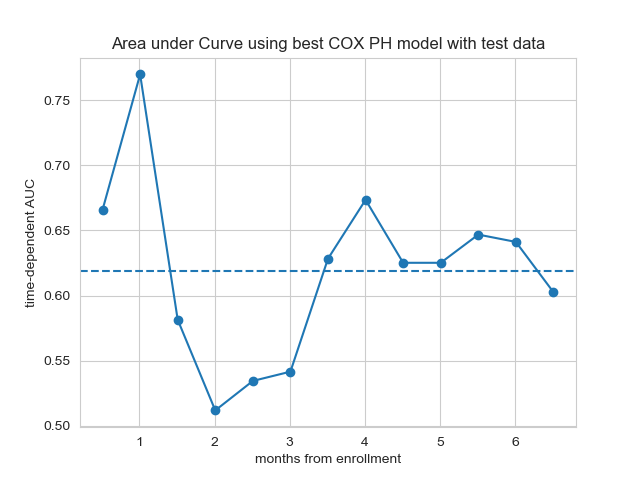 Area under Curve using best COX PH model with test data
time-dependent AUC
0.75
0.70
0.65
0.60
0.55
0.50
1 2 3 4 5 6
months from enrollment